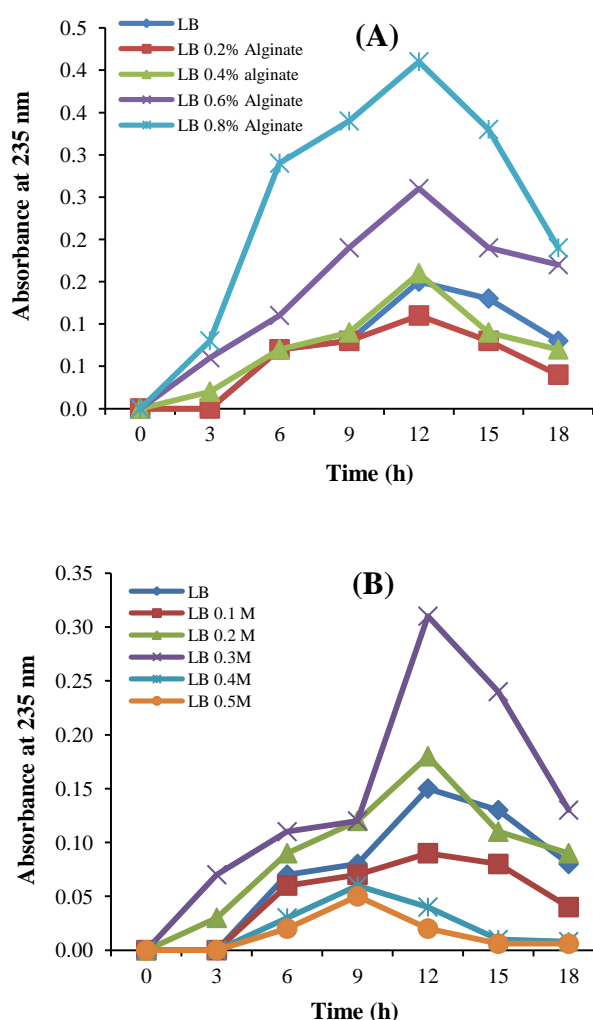 (A)
LB
LB 0.2% Alginate
LB 0.4% alginate
LB 0.6% Alginate
LB 0.8% Alginate
Absorbance at 235 nm
0.5
0.4
0.4
0.3
0.3
0.2
0.2
0.1
0.1
0.0
0 3 6 9 12 15 18
Time (h)
(B)
LB
LB 0.1 M
LB 0.2 M
LB 0.3M
LB 0.4M
LB 0.5M
Absorbance at 235 nm
0.35
0.30
0.25
0.20
0.15
0.10
0.05
0.00
0 3 6 9 12 15 18
Time (h)